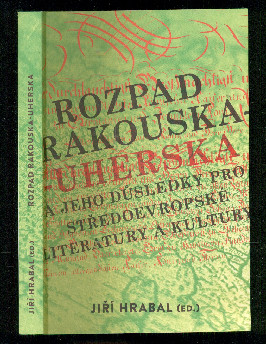 ROZPAD RAKOUSKA-UHERSKA
JIŘÍ HRABAL (ED.)
ROZPAD
RAKOUSKA-
-UHERSKA
A JEHO DŮSLEDKY PRO
STŘEDOEVROPSKÉ
LITERATURY A KULTURY
JIŘÍ HRABAL (ED.)